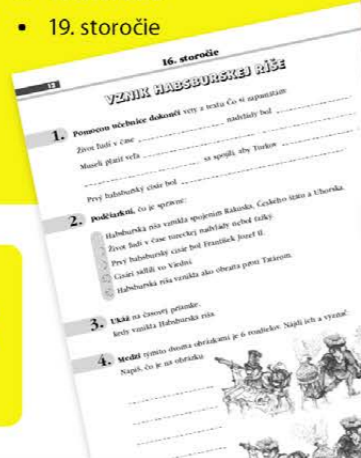 • 19. storočie
16. storočie
12
VZNIK HABSBURSKEJ RÍŠE
1. Pomocou učebnice dokonči vety z textu Čo si zapamätám
Život ľudí v čase nadvlády bol
Museli platiť veľa
sa spojili, aby Turkov
Prvý habsburský cisár bol
2. Podčiarkni, čo je správne:
Habsburská ríša vznikla spojením Rakúska, Českého štátu a Uhorska.
Život ľudí v čase tureckej nadvlády nebol ťažký.
Prvý habsburský cisár bol František Jozef II.
Cisári sídlili vo Viedni.
Habsburská ríša vznikla ako obrana proti Tatárom.
3. Ukáž na časovej priamke,
kedy vznikla Habsburská ríša.
4. Medzi týmito dvoma obrázkami je 6 rozdielov. Nájdi ich a vyznač.
Napíš, čo je na obrázku.